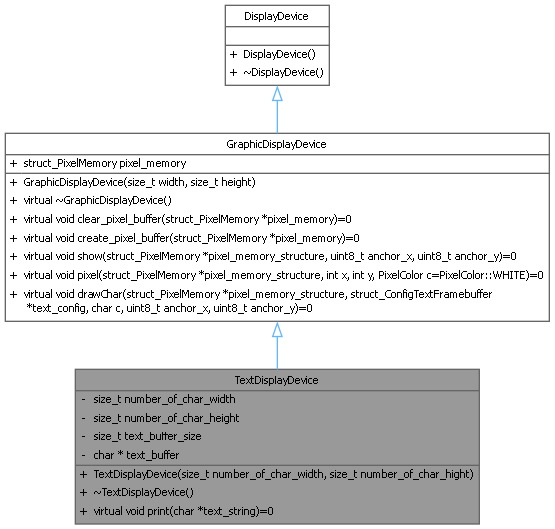 DisplayDevice
+ DisplayDevice()
+ ~DisplayDevice()
GraphicDisplayDevice
+ struct_PixelMemory pixel_memory
+ GraphicDisplayDevice(size_t width, size_t height)
+ virtual ~GraphicDisplayDevice()
+ virtual void clear_pixel_buffer(struct_PixelMemory *pixel_memory)=0
+ virtual void create_pixel_buffer(struct_PixelMemory *pixel_memory)=0
+ virtual void show(struct_PixelMemory *pixel_memory_structure, uint8_t anchor_x, uint8_t anchor_y)=0
+ virtual void pixel(struct_PixelMemory *pixel_memory_structure, int x, int y, PixelColor c=PixelColor::WHITE)=0
+ virtual void drawChar(struct_PixelMemory *pixel_memory_structure, struct_ConfigTextFramebuffer
*text_config, char c, uint8_t anchor_x, uint8_t anchor_y)=0
TextDisplayDevice
- size_t number_of_char_width
- size_t number_of_char_height
- size_t text_buffer_size
- char * text_buffer
+ TextDisplayDevice(size_t number_of_char_width, size_t number_of_char_hight)
+ ~TextDisplayDevice()
+ virtual void print(char *text_string)=0